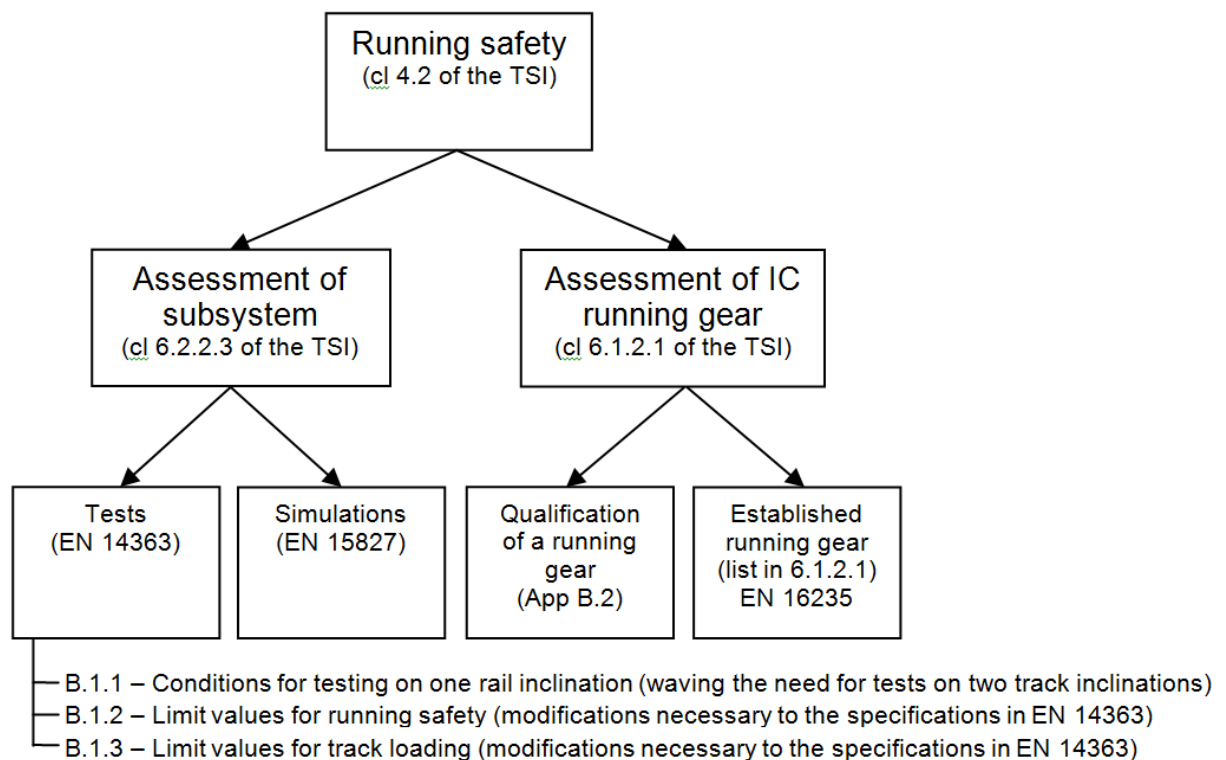 Running safety
(cl 4.2 of the TSI)
Assessment of
subsystem
(cl 6.2.2.3 of the TSI)
Assessment of IC
running gear
(cl 6.1.2.1 of the TSI)
Tests
(EN 14363)
Simulations
(EN 15827)
Qualification
of a running
gear
(App B.2)
Established
running gear
(list in 6.1.2.1)
EN 16235
B.1.1 – Conditions for testing on one rail inclination (waving the need for tests on two track inclinations)
B.1.2 – Limit values for running safety (modifications necessary to the specifications in EN 14363)
B.1.3 – Limit values for track loading (modifications necessary to the specifications in EN 14363)